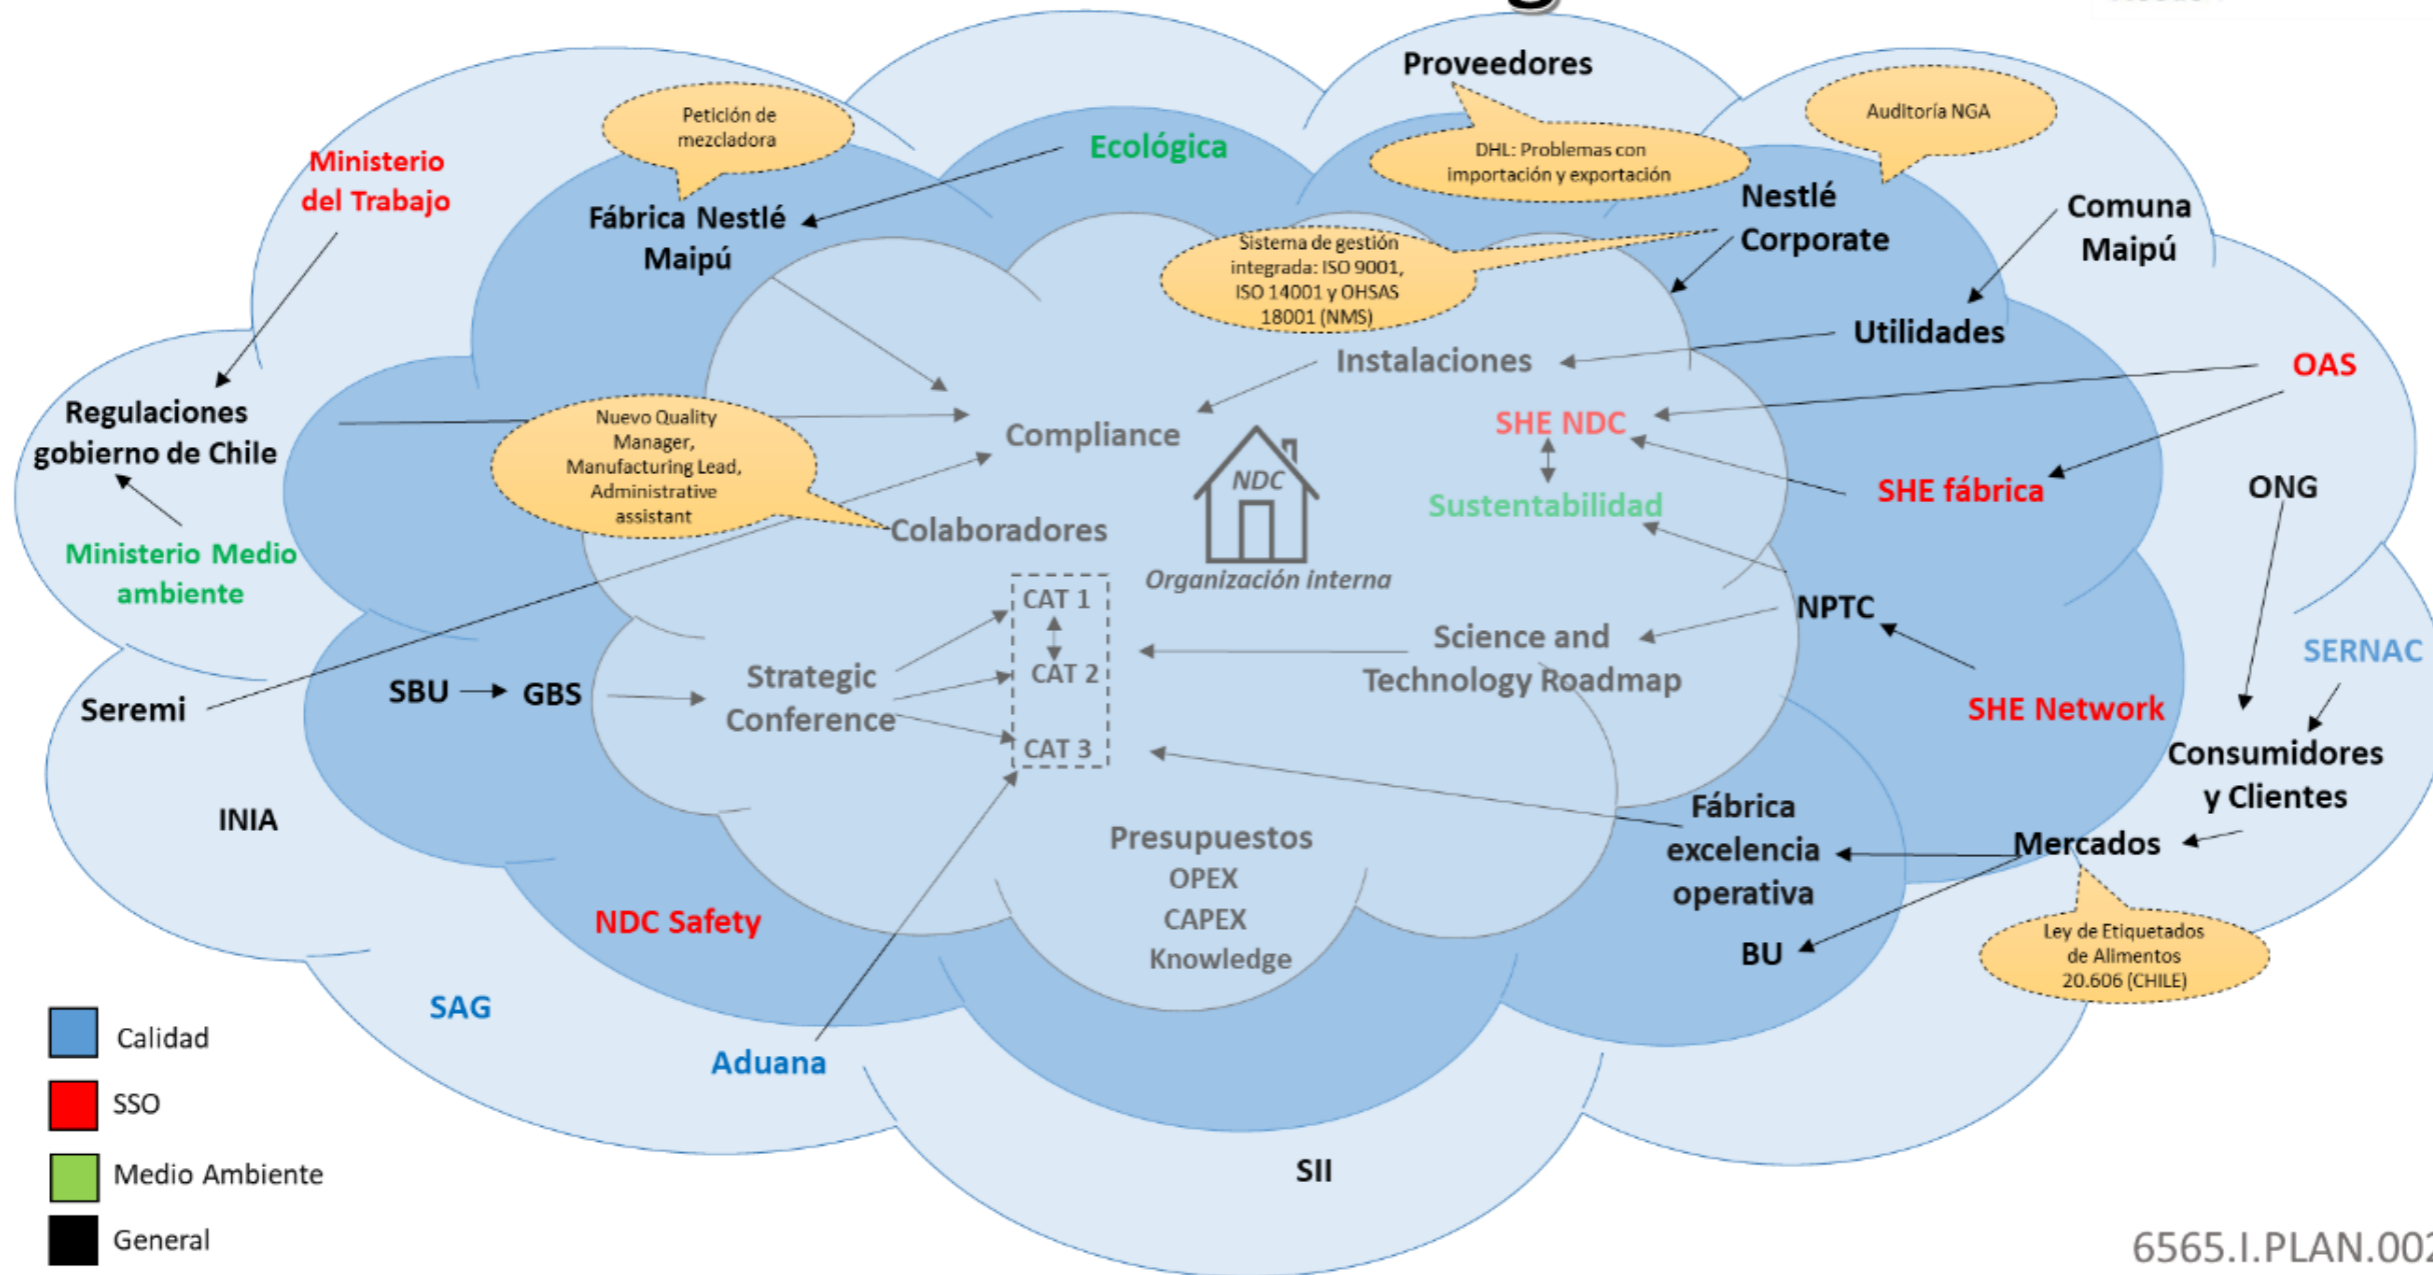 Proveedores
Petición de
mezcladora
Auditoría NGA
Ecológica
DHL: Problemas con
importación y exportación
Ministerio
del Trabajo
Fábrica Nestlé
Maipú
Nestlé
Corporate
Comuna
Maipú
Sistema de gestión
integrada: ISO 9001,
ISO 14001 y OHSAS
18001 (NMS)
Utilidades
Instalaciones
OAS
Regulaciones
gobierno de Chile
Nuevo Quality
Manager,
Manufacturing Lead,
Administrative
assistant
Compliance
SHE NDC
NDC
SHE fábrica
ONG
Sustentabilidad
Colaboradores
Ministerio Medio
ambiente
Organización interna
CAT 1
NPTC
Science and
Technology Roadmap
SERNAC
Strategic
Conference
CAT 2
SBU
GBS
Seremi
SHE Network
CAT 3
Consumidores
y Clientes
INIA
Fábrica
excelencia
operativa
Mercados
Presupuestos
OPEX
CAPEX
Knowledge
NDC Safety
BU
Ley de Etiquetados
de Alimentos
20.606 (CHILE)
SAG
Aduana
SII
Calidad
SSO
Medio Ambiente
General
6565.I.PLAN.002